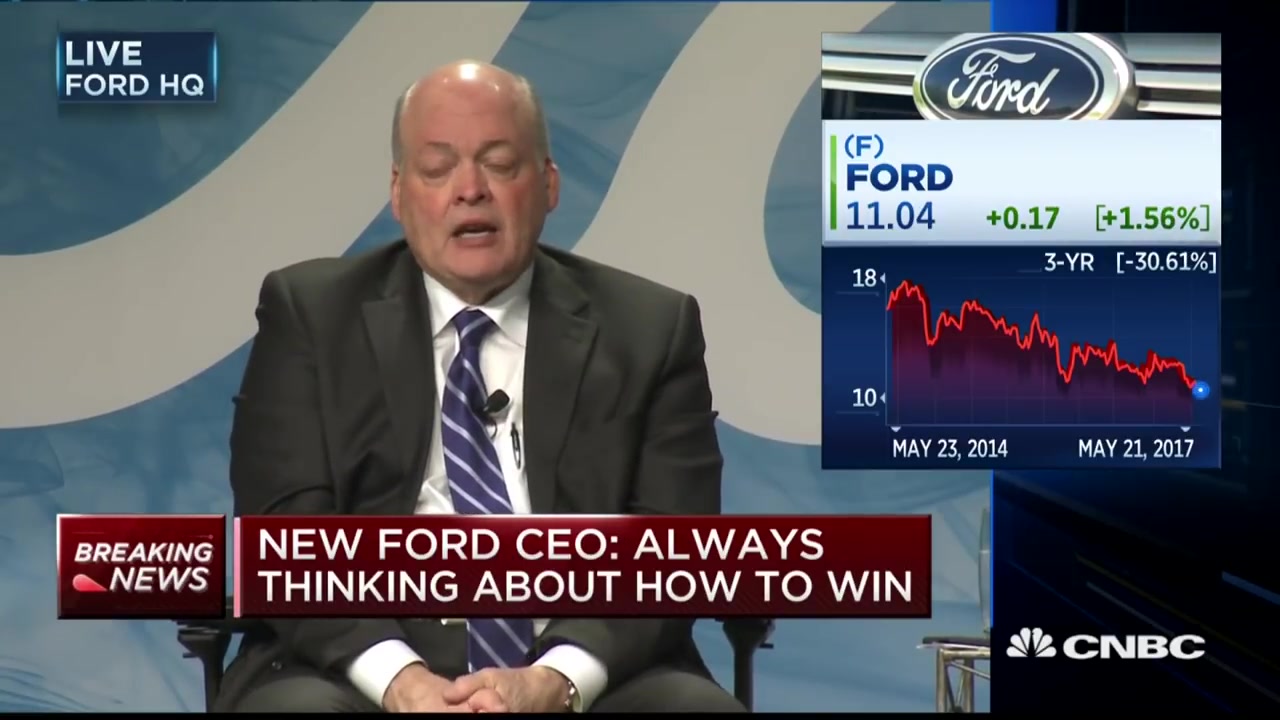 LIVE
FORD HQ
Ford
(F)
FORD
11.04 +0.17 [+1.56%]
3-YR [-30.61%]
18
10
MAY 23, 2014 MAY 21, 2017
BREAKING
NEWS
NEW FORD CEO: ALWAYS
THINKING ABOUT HOW TO WIN
CNBC